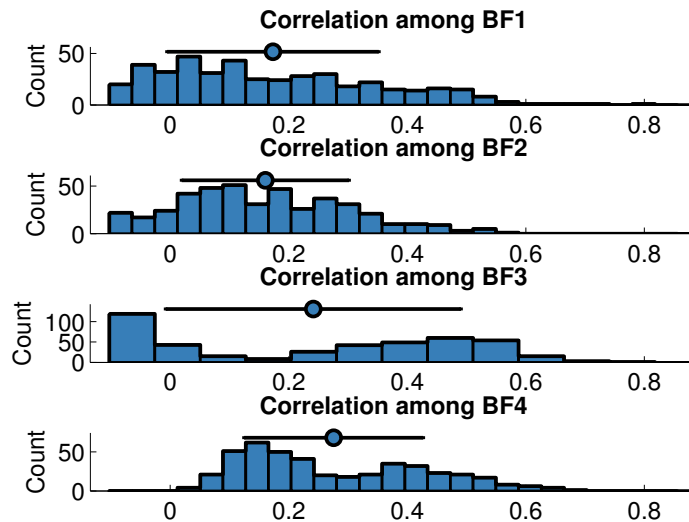 Correlation among BF1
50
0
Count
0 0.2 0.4 0.6 0.8
Correlation among BF2
50
0
Count
0 0.2 0.4 0.6 0.8
Correlation among BF3
100
50
0
Count
0 0.2 0.4 0.6 0.8
Correlation among BF4
50
0
Count
0 0.2 0.4 0.6 0.8